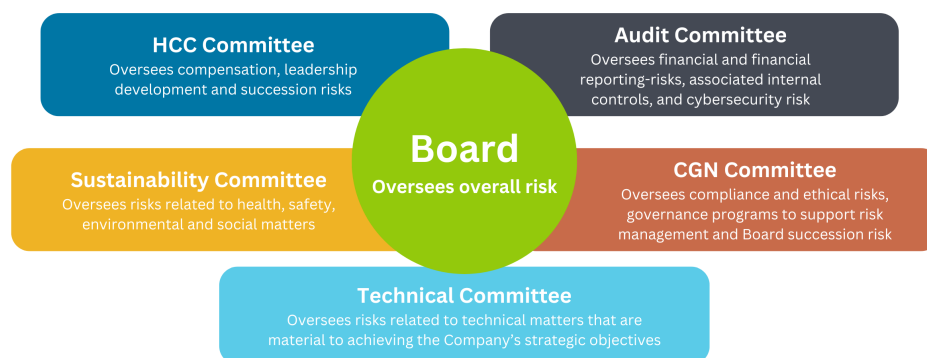 HCC Committee
Oversees compensation, leadership
development and succession risks
Audit Committee
Oversees financial and financial
reporting-risks, associated internal
controls, and cybersecurity risk
Board
Oversees overall risk
Sustainability Committee
Oversees risks related to health, safety,
environmental and social matters
CGN Committee
Oversees compliance and ethical risks,
governance programs to support risk
management and Board succession risk
Technical Committee
Oversees risks related to technical matters that are
material to achieving the Company's strategic objectives